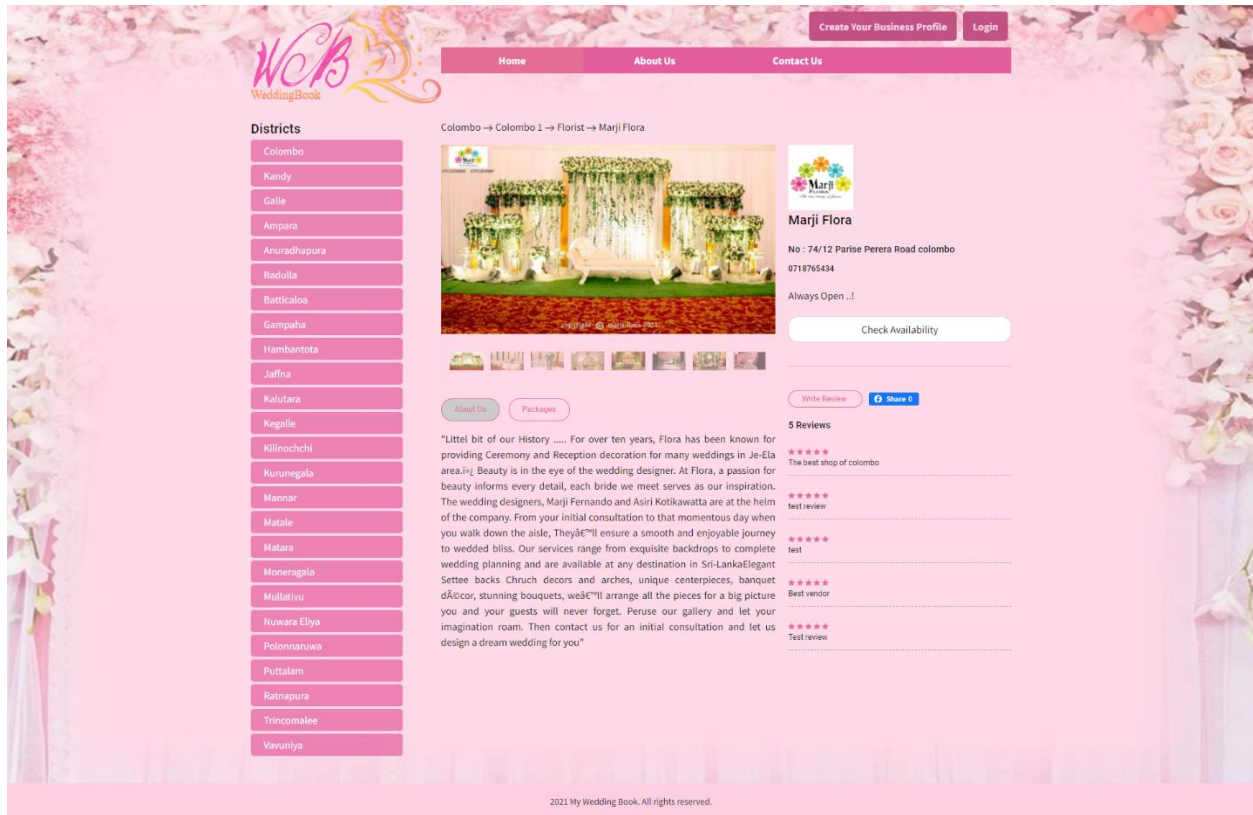 WCB
WeddingBook
Create Your Business Profile
Login
Home
About Us
Contact Us
Districts
Colombo
Kandy
Galle
Ampara
Anuradhapura
Badulla
Batticaloa
Gampaha
Hambantota
Jaffna
Kalutara
Kegalle
Kilinochchi
Kurunegala
Mannar
Matale
Matara
Moneragala
Mullativu
Nuwara Eliya
Polonnaruwa
Puttalam
Ratnapura
Trincomalee
Vavuniya
Colombo → Colombo 1 → Florist → Marji Flora
Marji
copyright © marji flora 2021
About Us
Packages
"Littel bit of our History ..... For over ten years, Flora has been known for
providing Ceremony and Reception decoration for many weddings in Je-Ela
area.ï»¿ Beauty is in the eye of the wedding designer. At Flora, a passion for
beauty informs every detail, each bride we meet serves as our inspiration.
The wedding designers, Marji Fernando and Asiri Kotikawatta are at the helm
of the company. From your initial consultation to that momentous day when
you walk down the aisle, Theyâ€™ll ensure a smooth and enjoyable journey
to wedded bliss. Our services range from exquisite backdrops to complete
wedding planning and are available at any destination in Sri-LankaElegant
Settee backs Chruch decors and arches, unique centerpieces, banquet
dÃ©cor, stunning bouquets, weâ€™ll arrange all the pieces for a big picture
you and your guests will never forget. Peruse our gallery and let your
imagination roam. Then contact us for an initial consultation and let us
design a dream wedding for you"
Marji
FLORA
Marji Flora
No : 74/12 Parise Perera Road colombo
0718765434
Always Open ..!
Check Availability
Write Review
Share 0
5 Reviews
The best shop of colombo
test review
test
Best vendor
Test review
2021 My Wedding Book. All rights reserved.